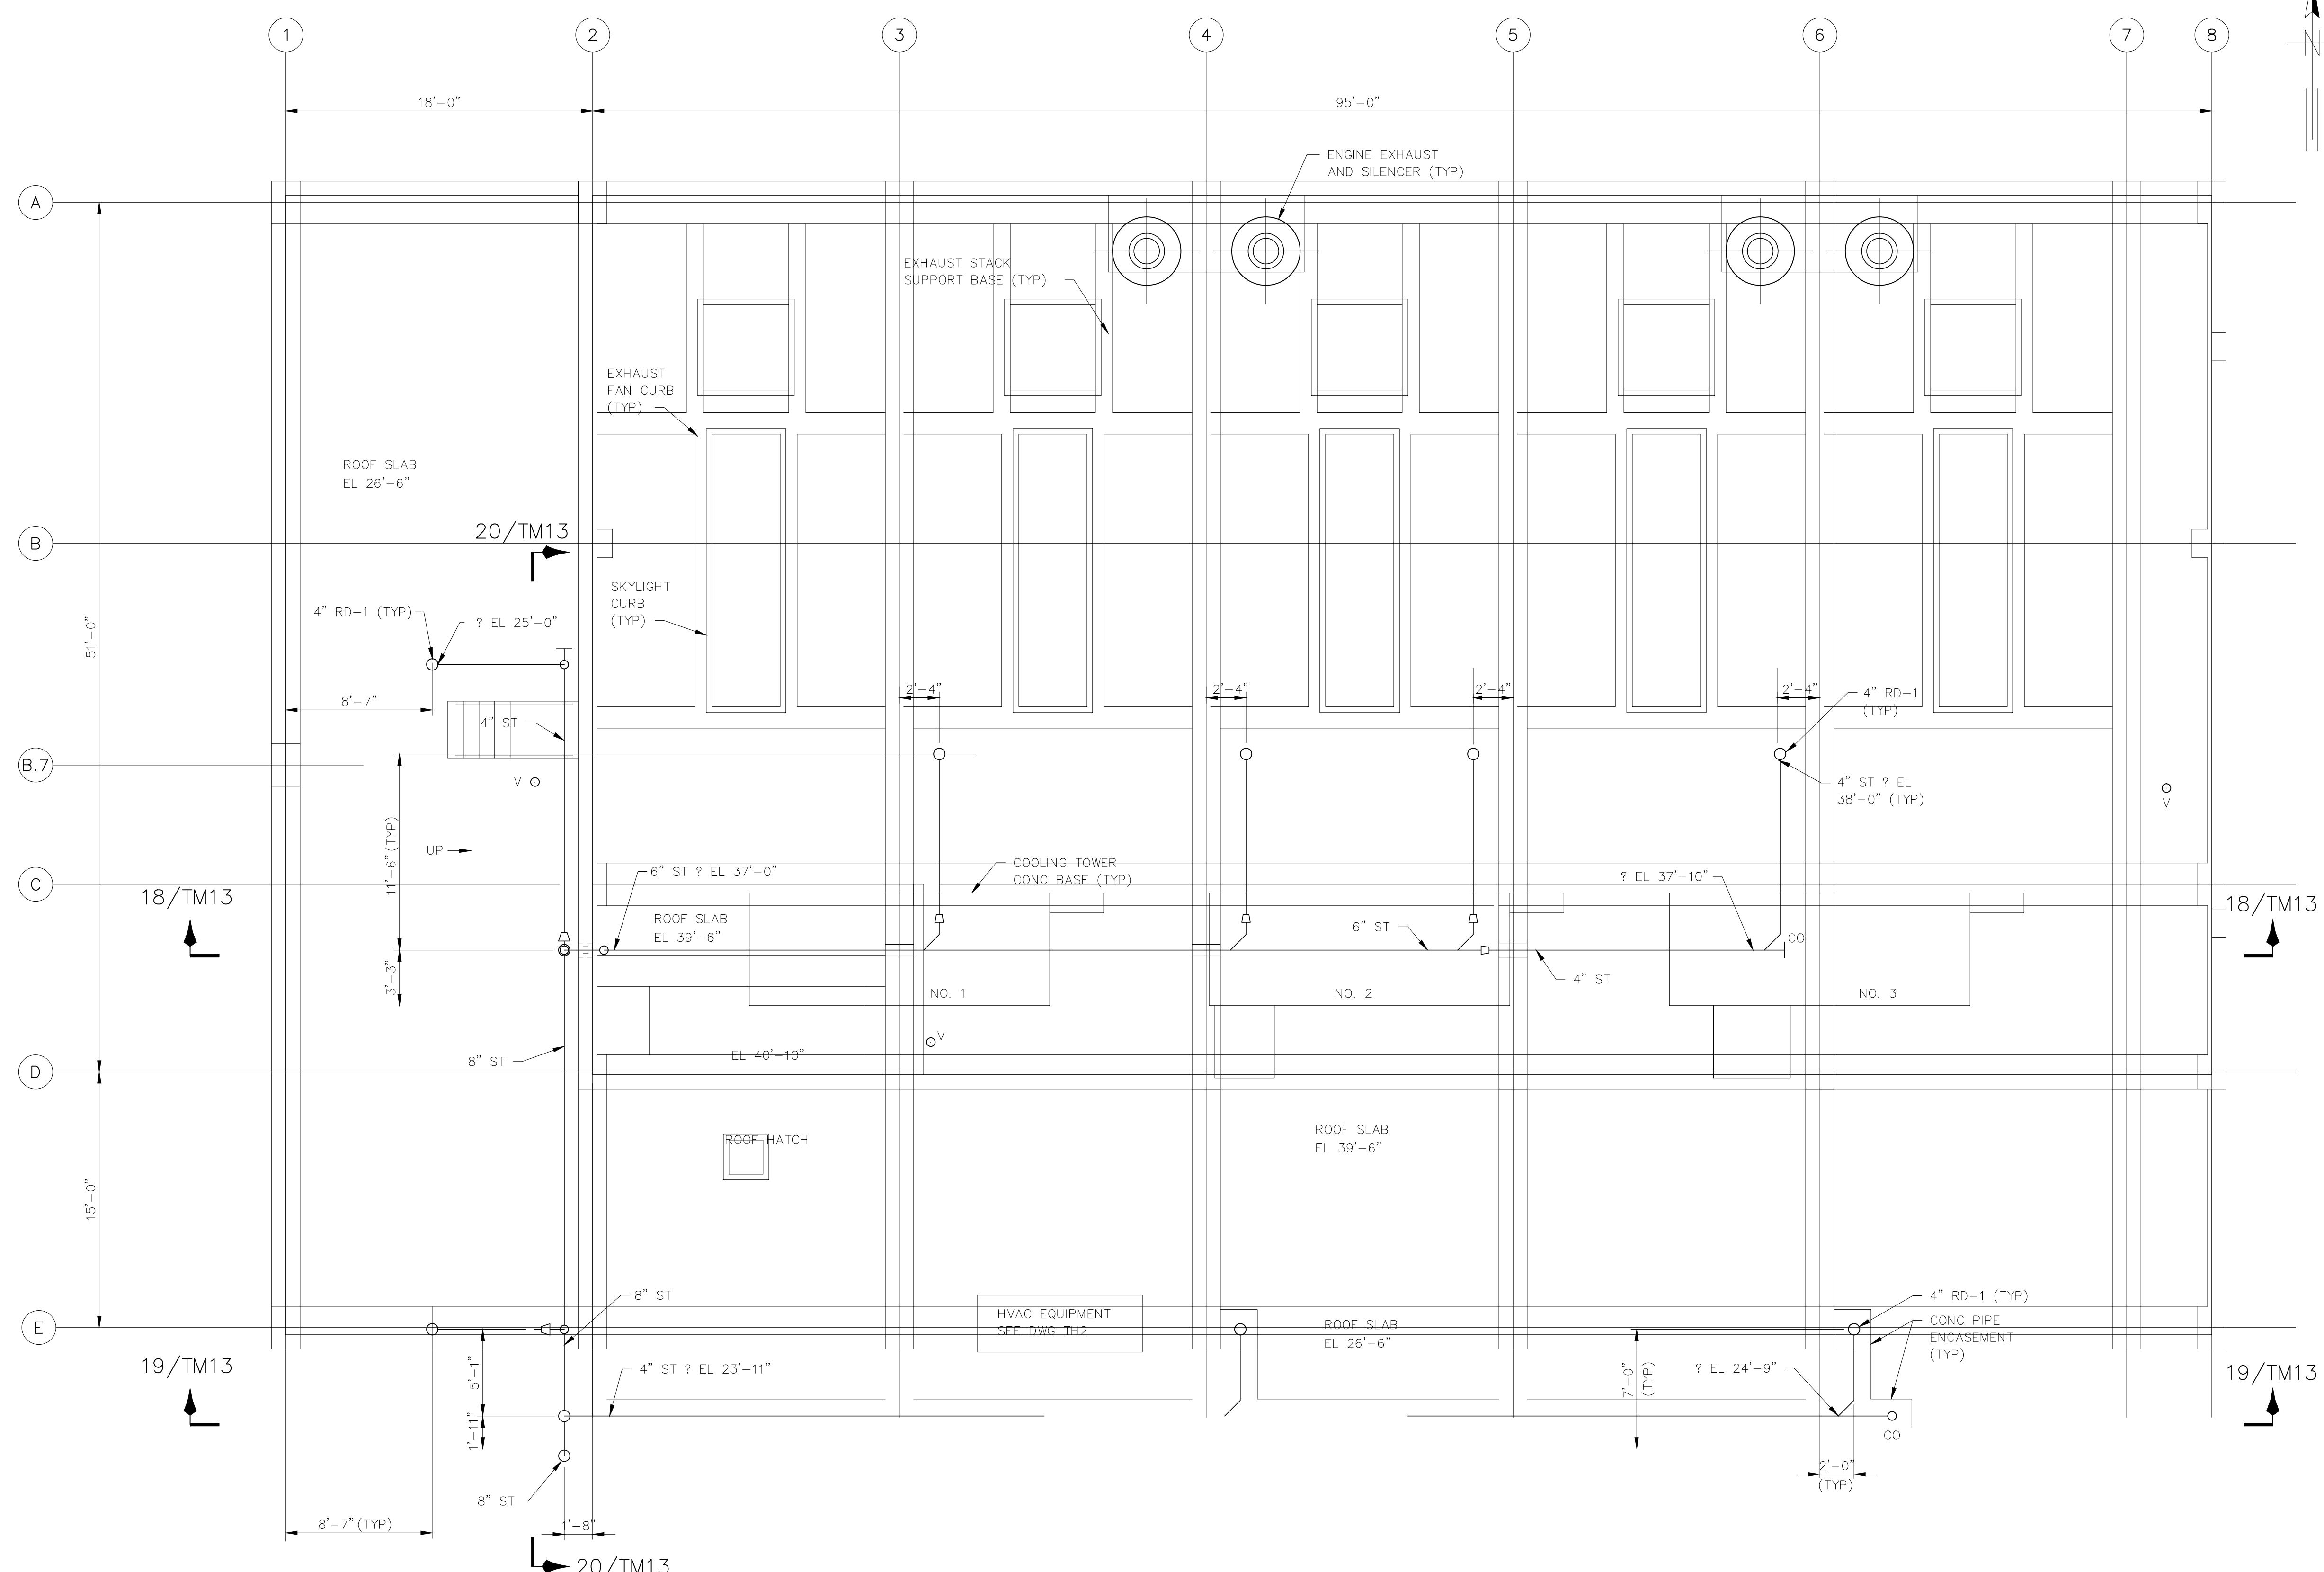 1
2
3
4
5
6
7
8
N
18'-0"
95'-0"
ENGINE EXHAUST
AND SILENCER (TYP)
A
EXHAUST STACK
SUPPORT BASE (TYP)
EXHAUST
FAN CURB
(TYP)
ROOF SLAB
EL 26'-6"
20/TM13
B
SKYLIGHT
CURB
(TYP)
4" RD-1 (TYP)
? EL 25'-0"
51'-0"
8'-7"
4" ST
2'-4"
2'-4"
2'-4"
2'-4"
4" RD-1
(TYP)
B.7
V
4" ST ? EL
38'-0" (TYP)
V
11'-6" (TYP)
UP
6" ST ? EL 37'-0"
COOLING TOWER
CONC BASE (TYP)
? EL 37'-10"
C
18/TM13
18/TM13
ROOF SLAB
EL 39'-6"
6" ST
CO
4" ST
3'-3"
NO. 1
NO. 2
NO. 3
V
8" ST
EL 40'-10"
D
ROOF HATCH
ROOF SLAB
EL 39'-6"
15'-0"
8" ST
4" RD-1 (TYP)
HVAC EQUIPMENT
SEE DWG TH2
ROOF SLAB
EL 26'-6"
CONC PIPE
ENCASEMENT
(TYP)
E
19/TM13
19/TM13
5'-1"
4" ST ? EL 23'-11"
7'-0"
(TYP)
? EL 24'-9"
1'-11"
CO
2'-0"
(TYP)
8" ST
8'-7" (TYP)
1'-8"
20/TM13